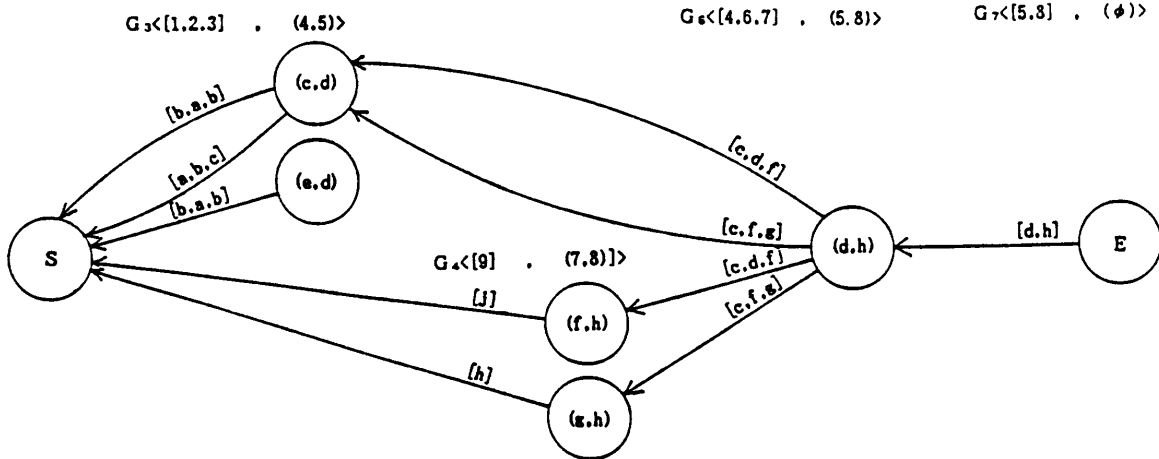 G₃<[1,2.3] , (4.5)>
G₆<[4.6.7] , (5.8)>
G₇<[5.8] , (φ)>
(c,d)
[b,a,b]
[c,d,f]
[a,b,c]
(e,d)
[b,a,b]
[c,f,g]
[d,h]
S
(d,h)
E
G₄<[9] , (7,8)]>
[c,d,f]
[c,f,g]
[j]
(f,h)
[h]
(g,h)